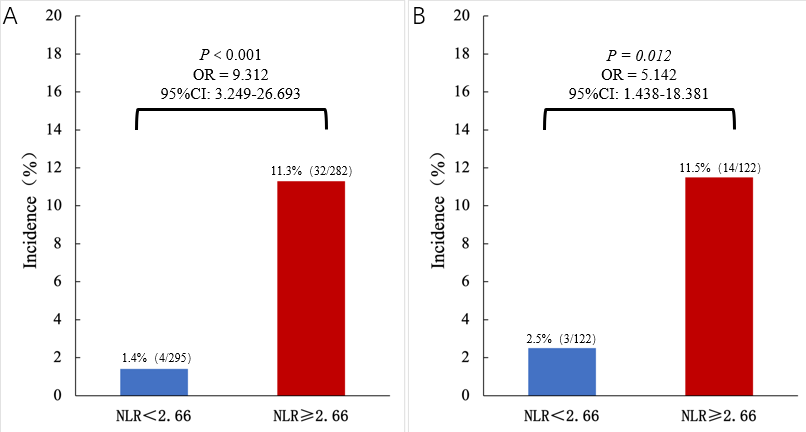 A
20
18
16
14
12
10
8
6
4
2
0
Incidence（%）
P < 0.001
OR = 9.312
95%CI: 3.249-26.693
11.3%（32/282）
1.4%（4/295）
NLR＜2.66
NLR≥2.66
B
20
18
16
14
12
10
8
6
4
2
0
Incidence（%）
P = 0.012
OR = 5.142
95%CI: 1.438-18.381
11.5%（14/122）
2.5%（3/122）
NLR＜2.66
NLR≥2.66